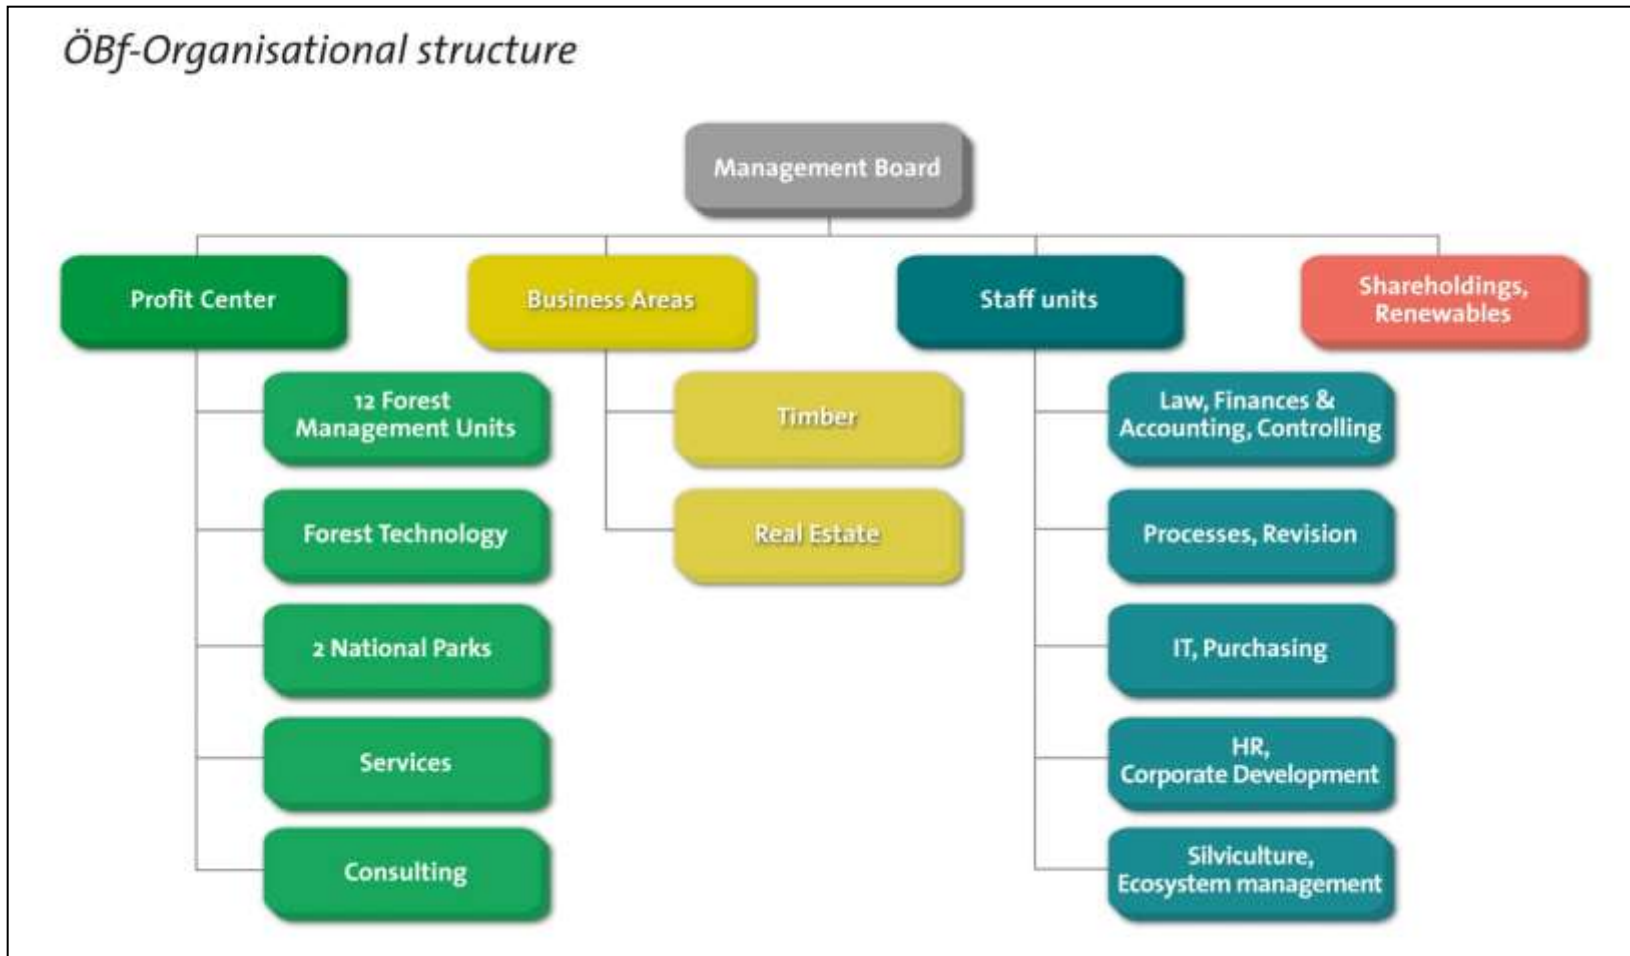 ÖBf-Organisational structure
Management Board
Profit Center
Business Areas
Staff units
Shareholdings,
Renewables
12 Forest
Management Units
Timber
Law, Finances &
Accounting, Controlling
Forest Technology
Real Estate
Processes, Revision
2 National Parks
IT, Purchasing
Services
HR,
Corporate Development
Consulting
Silviculture,
Ecosystem management